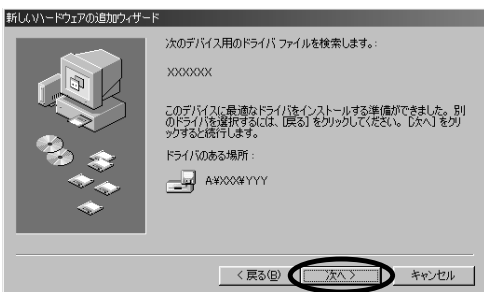 新しいハードウェアの追加ウィザード
次のデバイス用のドライバ ファイルを検索します。:
XXXXXX
このデバイスに最適なドライバをインストールする準備ができました。別
のドライバを選択するには、[戻る] をクリックしてください。[次へ] をクリ
ックすると続行します。
ドライバのある場所 :
A¥XXX¥YYY
< 戻る(B)
次へ >
キャンセル